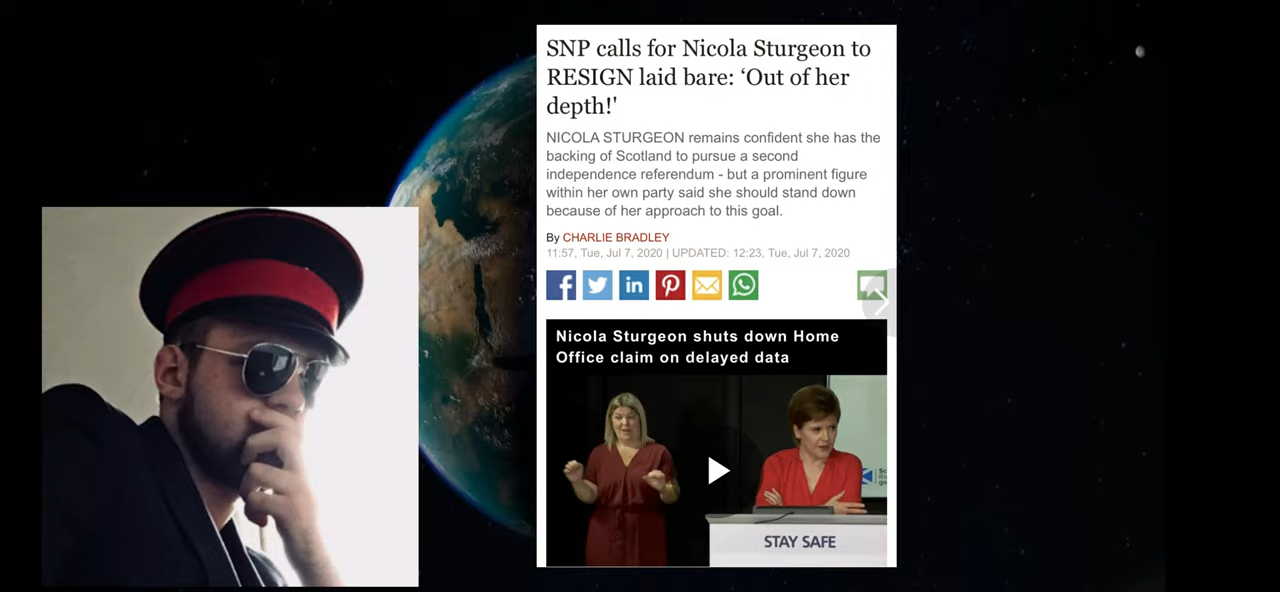 SNP calls for Nicola Sturgeon to
RESIGN laid bare: ‘Out of her
depth!'
NICOLA STURGEON remains confident she has the
backing of Scotland to pursue a second
independence referendum - but a prominent figure
within her own party said she should stand down
because of her approach to this goal.
By CHARLIE BRADLEY
11:57, Tue, Jul 7, 2020 | UPDATED: 12:23, Tue, Jul 7, 2020
Nicola Sturgeon shuts down Home
Office claim on delayed data
STAY SAFE